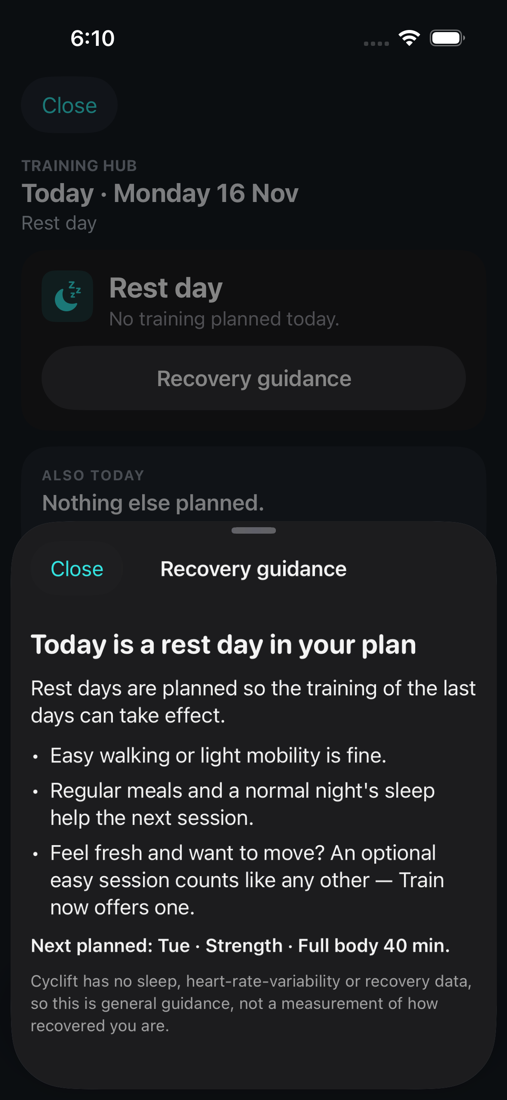 6:10
Close
TRAINING HUB
Today · Monday 16 Nov
Rest day
Rest day
No training planned today.
Recovery guidance
ALSO TODAY
Nothing else planned.
Close
Recovery guidance
Today is a rest day in your plan
Rest days are planned so the training of the last
days can take effect.
• Easy walking or light mobility is fine.
• Regular meals and a normal night's sleep
help the next session.
• Feel fresh and want to move? An optional
easy session counts like any other — Train
now offers one.
Next planned: Tue · Strength · Full body 40 min.
Cyclift has no sleep, heart-rate-variability or recovery data,
so this is general guidance, not a measurement of how
recovered you are.